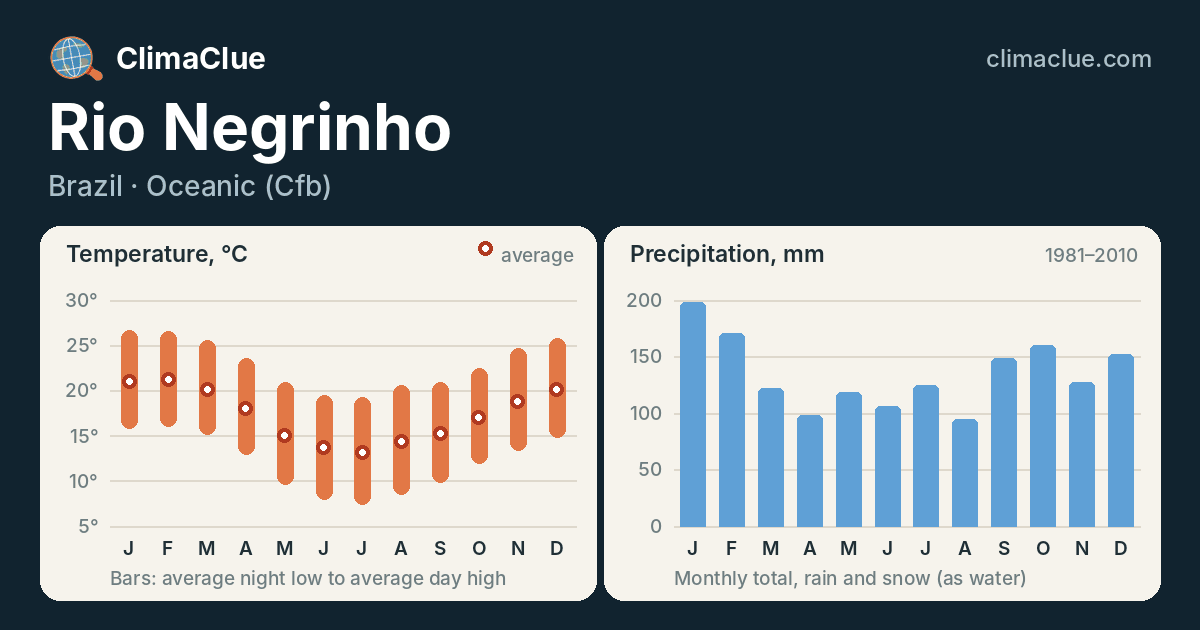 ClimaClue
climaclue.com
Rio Negrinho
Brazil · Oceanic (Cfb)
Temperature, °C
average
30°
25°
20°
15°
10°
5°
J F M A M J J A S O N D
Bars: average night low to average day high
Precipitation, mm
1981–2010
200
150
100
50
0
J F M A M J J A S O N D
Monthly total, rain and snow (as water)